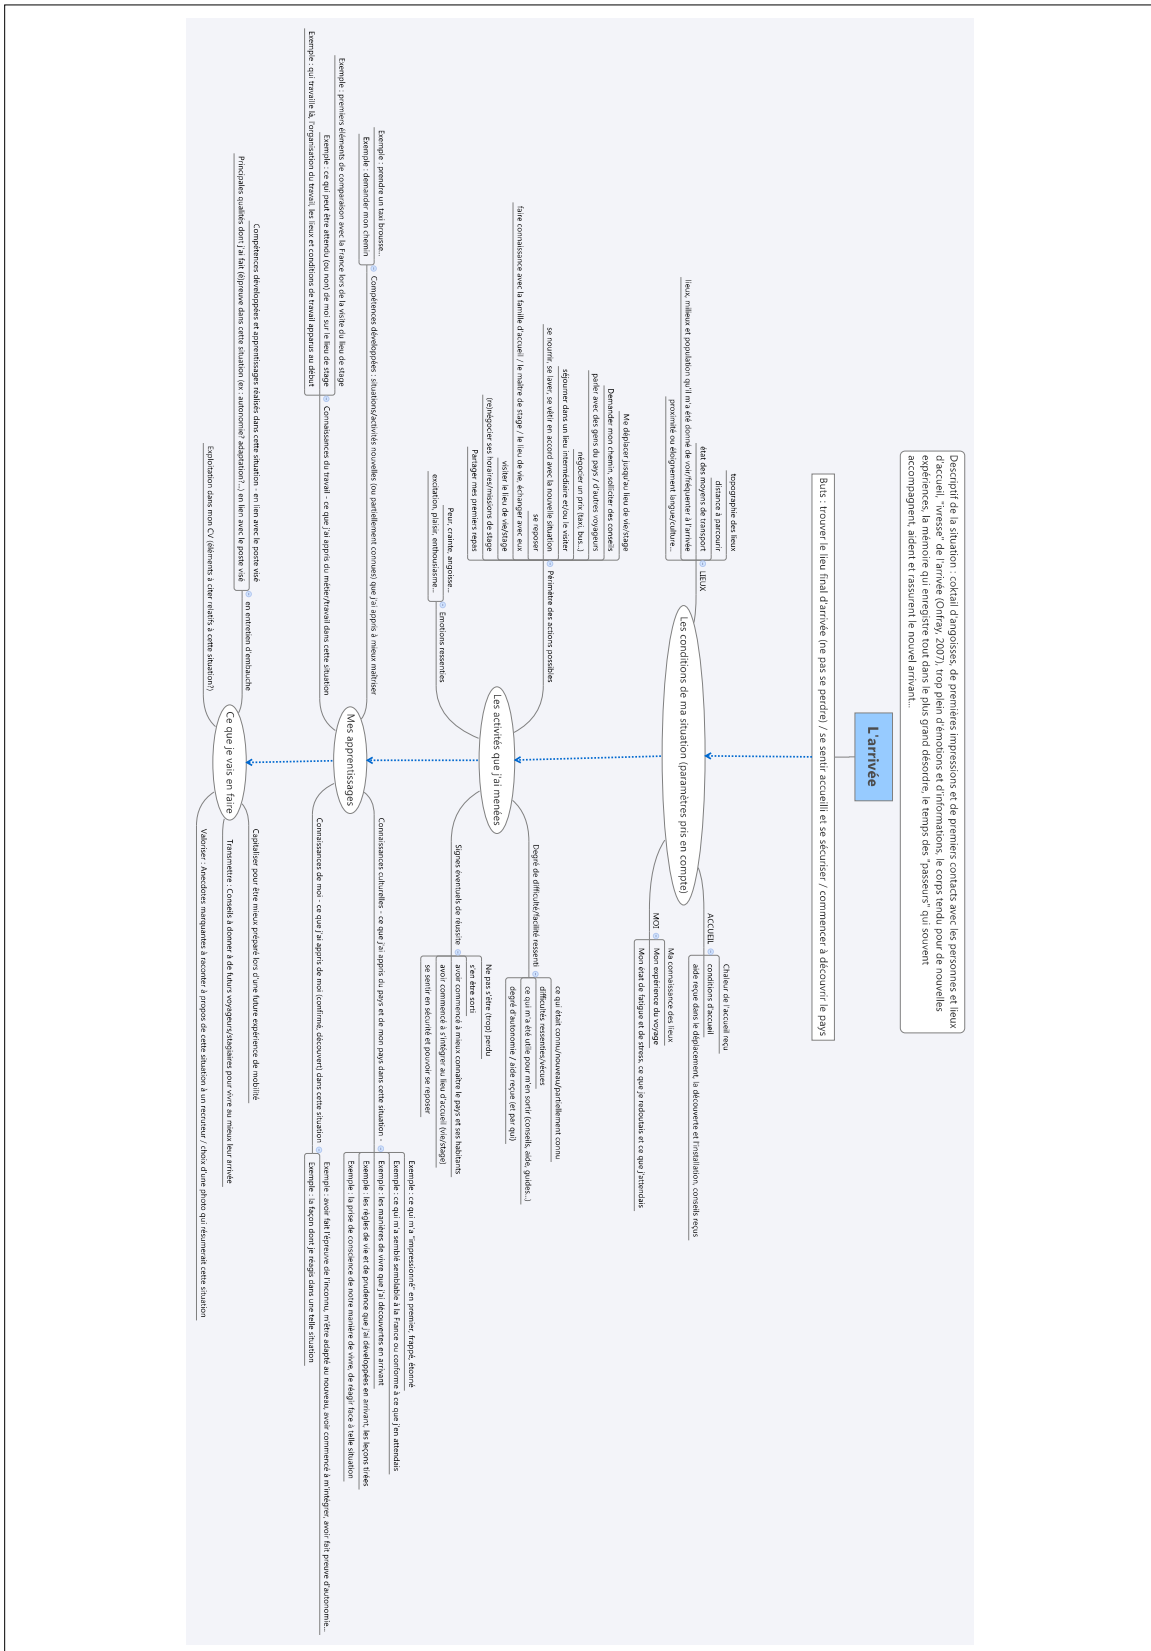 Descriptif de la situation : coktail d'angoisses, de premières impressions et de premiers contacts avec les personnes et lieux
d'accueil, "ivresse" de l'arrivée (Onfray, 2007), trop plein d'émotions et d'informations, le corps tendu pour de nouvelles
expériences, la mémoire qui enregistre tout dans le plus grand désordre, le temps des "passeurs" qui souvent
accompagnent, aident et rassurent le nouvel arrivant...
L'arrivée
Buts : trouver le lieu final d'arrivée (ne pas se perdre) / se sentir accueilli et se sécuriser / commencer à découvrir le pays
Les conditions de ma situation (paramètres pris en compte)
LIEUX
topographie des lieux
distance à parcourir
état des moyens de transport
lieux, milieux et population qu'il m'a été donné de voir/fréquenter à l'arrivée
proximité ou éloignement langue/culture...
ACCUEIL
Chaleur de l'accueil reçu
conditions d'accueil
aide reçue dans le déplacement, la découverte et l'installation, conseils reçus
MOI
Ma connaissance des lieux
Mon expérience du voyage
Mon état de fatigue et de stress, ce que je redoutais et ce que j'attendais
Les activités que j'ai menées
Périmètre des actions possibles
Me déplacer jusqu'au lieu de vie/stage
Demander mon chemin, solliciter des conseils
parler avec des gens du pays / d'autres voyageurs
négocier un prix (taxi, bus...)
séjourner dans un lieu intermédiaire et/ou le visiter
se nourrir, se laver, se vêtir en accord avec la nouvelle situation
se reposer
faire connaissance avec la famille d'accueil / le maître de stage / le lieu de vie, échanger avec eux
visiter le lieu de vie/stage
(re)négocier ses horaires/missions de stage
Partager mes premiers repas
Emotions ressenties
Peur, crainte, angoisse...
excitation, plaisir, enthousiasme...
Degré de difficulté/facilité ressenti
ce qui était connu/nouveau/partiellement connu
difficultés ressenties/vécues
ce qui m'a été utile pour m'en sortir (conseils, aide, guides...)
degré d'autonomie / aide reçue (et par qui)
Signes éventuels de réussite
Ne pas s'être (trop) perdu
s'en être sorti
avoir commencé à mieux connaître le pays et ses habitants
avoir commencé à s'intégrer au lieu d'accueil (vie/stage)
se sentir en sécurité et pouvoir se reposer
Mes apprentissages
Compétences développées : situations/activités nouvelles (ou partiellement connues) que j'ai appris à mieux maîtriser
Exemple : prendre un taxi brousse...
Exemple : demander mon chemin
Connaissances du travail - ce que j'ai appris du métier/travail dans cette situation
Exemple : premiers éléments de comparaison avec la France lors de la visite du lieu de stage
Exemple : ce qui peut être attendu (ou non) de moi sur le lieu de stage
Exemple : qui travaille là, l'organisation du travail, les lieux et conditions de travail apparus au début
Connaissances culturelles - ce que j'ai appris du pays et de mon pays dans cette situation -
Exemple : ce qui m'a "impressionné" en premier, frappé, étonné
Exemple : ce qui m'a semblé semblable à la France ou conforme à ce que j'en attendais
Exemple : les manières de vivre que j'ai découvertes en arrivant
Exemple : les règles de vie et de prudence que j'ai développées en arrivant, les leçons tirées
Exemple : la prise de conscience de notre manière de vivre, de réagir face à telle situation
Connaissances de moi - ce que j'ai appris de moi (confirmé, découvert) dans cette situation
Exemple : avoir fait l'épreuve de l'inconnu, m'être adapté au nouveau, avoir commencé à m'intégrer, avoir fait preuve d'autonomie...
Exemple : la façon dont je réagis dans une telle situation
Ce que je vais en faire
en entretien d'embauche
Compétences développées et apprentissages réalisés dans cette situation - en lien avec le poste visé
Principales qualités dont j'ai fait (é)preuve dans cette situation (ex : autonomie? adaptation?...) en lien avec le poste visé
Exploitation dans mon CV (éléments à citer relatifs à cette situation?)
Capitaliser pour être mieux préparé lors d'une future expérience de mobilité
Transmettre : Conseils à donner à de futurs voyageurs/stagiaires pour vivre au mieux leur arrivée
Valoriser : Anecdotes marquantes à raconter à propos de cette situation à un recruteur / choix d'une photo qui résumerait cette situation